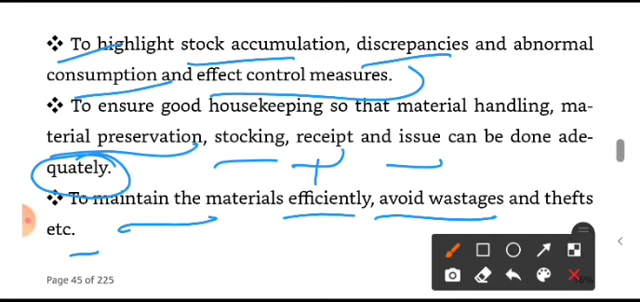 ❖ To highlight stock accumulation, discrepancies and abnormal
consumption and effect control measures.
❖ To ensure good housekeeping so that material handling, ma-
terial preservation, stocking, receipt and issue can be done ade-
quately.
❖ To maintain the materials efficiently, avoid wastages and thefts
etc.
Page 45 of 225